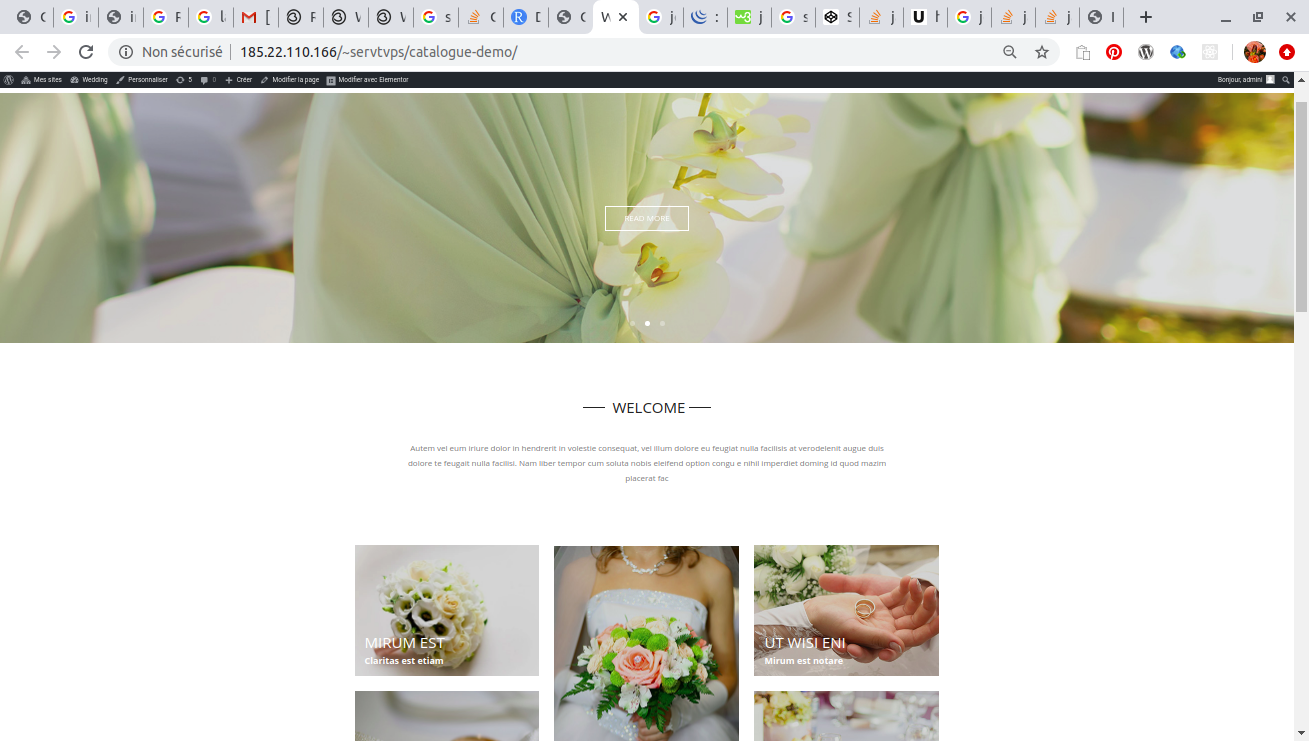 Non sécurisé 185.22.110.166/~servtvps/catalogue-demo/
Mes sites Wedding Personnaliser 5 0 Créer Modifier la page Modifier avec Elementor Bonjour, admini
READ MORE
WELCOME
Autem vel eum iriure dolor in hendrerit in volestie consequat, vel illum dolore eu feugiat nulla facilisis at verodelenit augue duis
dolore te feugait nulla facilisi. Nam liber tempor cum soluta nobis eleifend option congu e nihil imperdiet doming id quod mazim
placerat fac
MIRUM EST
Claritas est etiam
UT WISI ENI
Mirum est notare